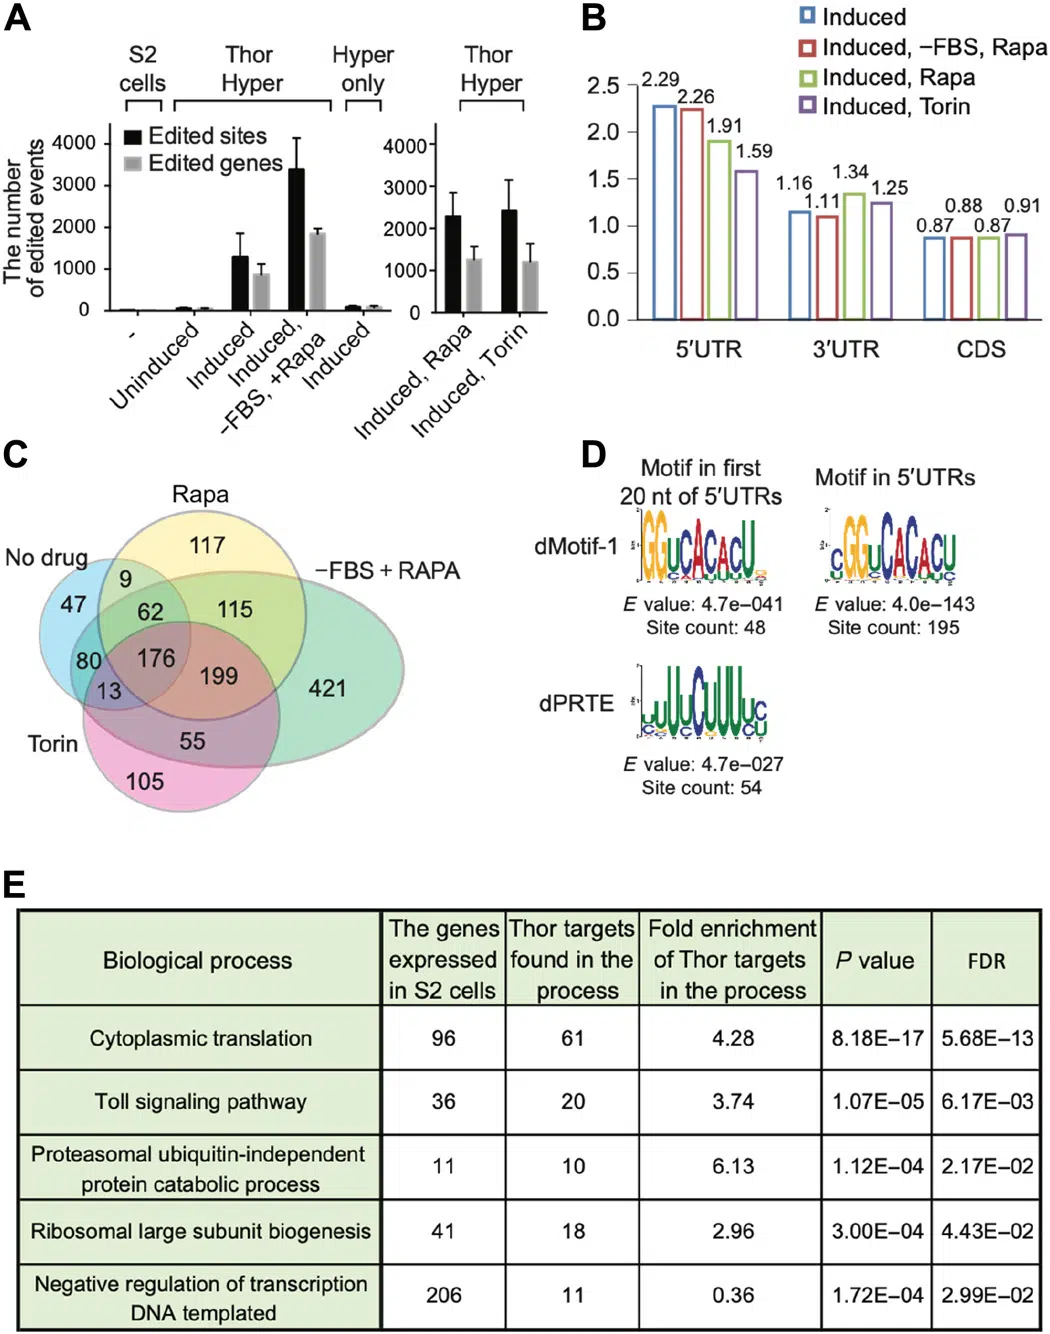 A
S2
cells
Thor
Hyper
Hyper
only
Thor
Hyper
Edited sites
Edited genes
The number
of edited events
4000
3000
2000
1000
0
4000
3000
2000
1000
0
-
Uninduced
Induced
Induced,
−FBS, +Rapa
Induced
Induced, Rapa
Induced, Torin
B
Induced
Induced, −FBS, Rapa
Induced, Rapa
Induced, Torin
2.5
2.0
1.5
1.0
0.5
0.0
2.29
2.26
1.91
1.59
1.16
1.11
1.34
1.25
0.87
0.88
0.87
0.91
5′UTR
3′UTR
CDS
C
Rapa
No drug
−FBS + RAPA
Torin
117
9
47
62
115
80
176
199
421
13
55
105
D
Motif in first
20 nt of 5′UTRs
Motif in 5′UTRs
dMotif-1
GGUCACACU
E value: 4.7e−041
Site count: 48
CGGUCACACU
E value: 4.0e−143
Site count: 195
dPRTE
E value: 4.7e−027
Site count: 54
E
Biological process
The genes
expressed
in S2 cells
Thor targets
found in the
process
Fold enrichment
of Thor targets
in the process
P value
FDR
Cytoplasmic translation
96
61
4.28
8.18E−17
5.68E−13
Toll signaling pathway
36
20
3.74
1.07E−05
6.17E−03
Proteasomal ubiquitin-independent
protein catabolic process
11
10
6.13
1.12E−04
2.17E−02
Ribosomal large subunit biogenesis
41
18
2.96
3.00E−04
4.43E−02
Negative regulation of transcription
DNA templated
206
11
0.36
1.72E−04
2.99E−02